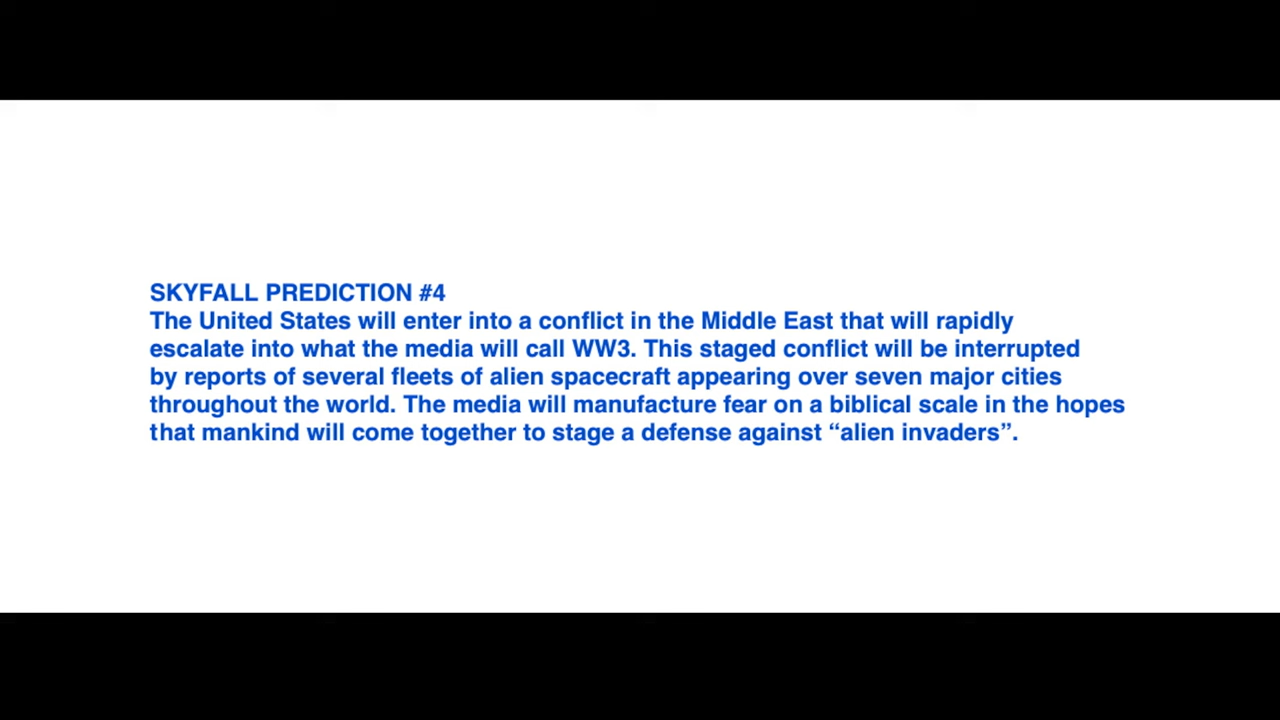 SKYFALL PREDICTION #4
The United States will enter into a conflict in the Middle East that will rapidly
escalate into what the media will call WW3. This staged conflict will be interrupted
by reports of several fleets of alien spacecraft appearing over seven major cities
throughout the world. The media will manufacture fear on a biblical scale in the hopes
that mankind will come together to stage a defense against “alien invaders”.